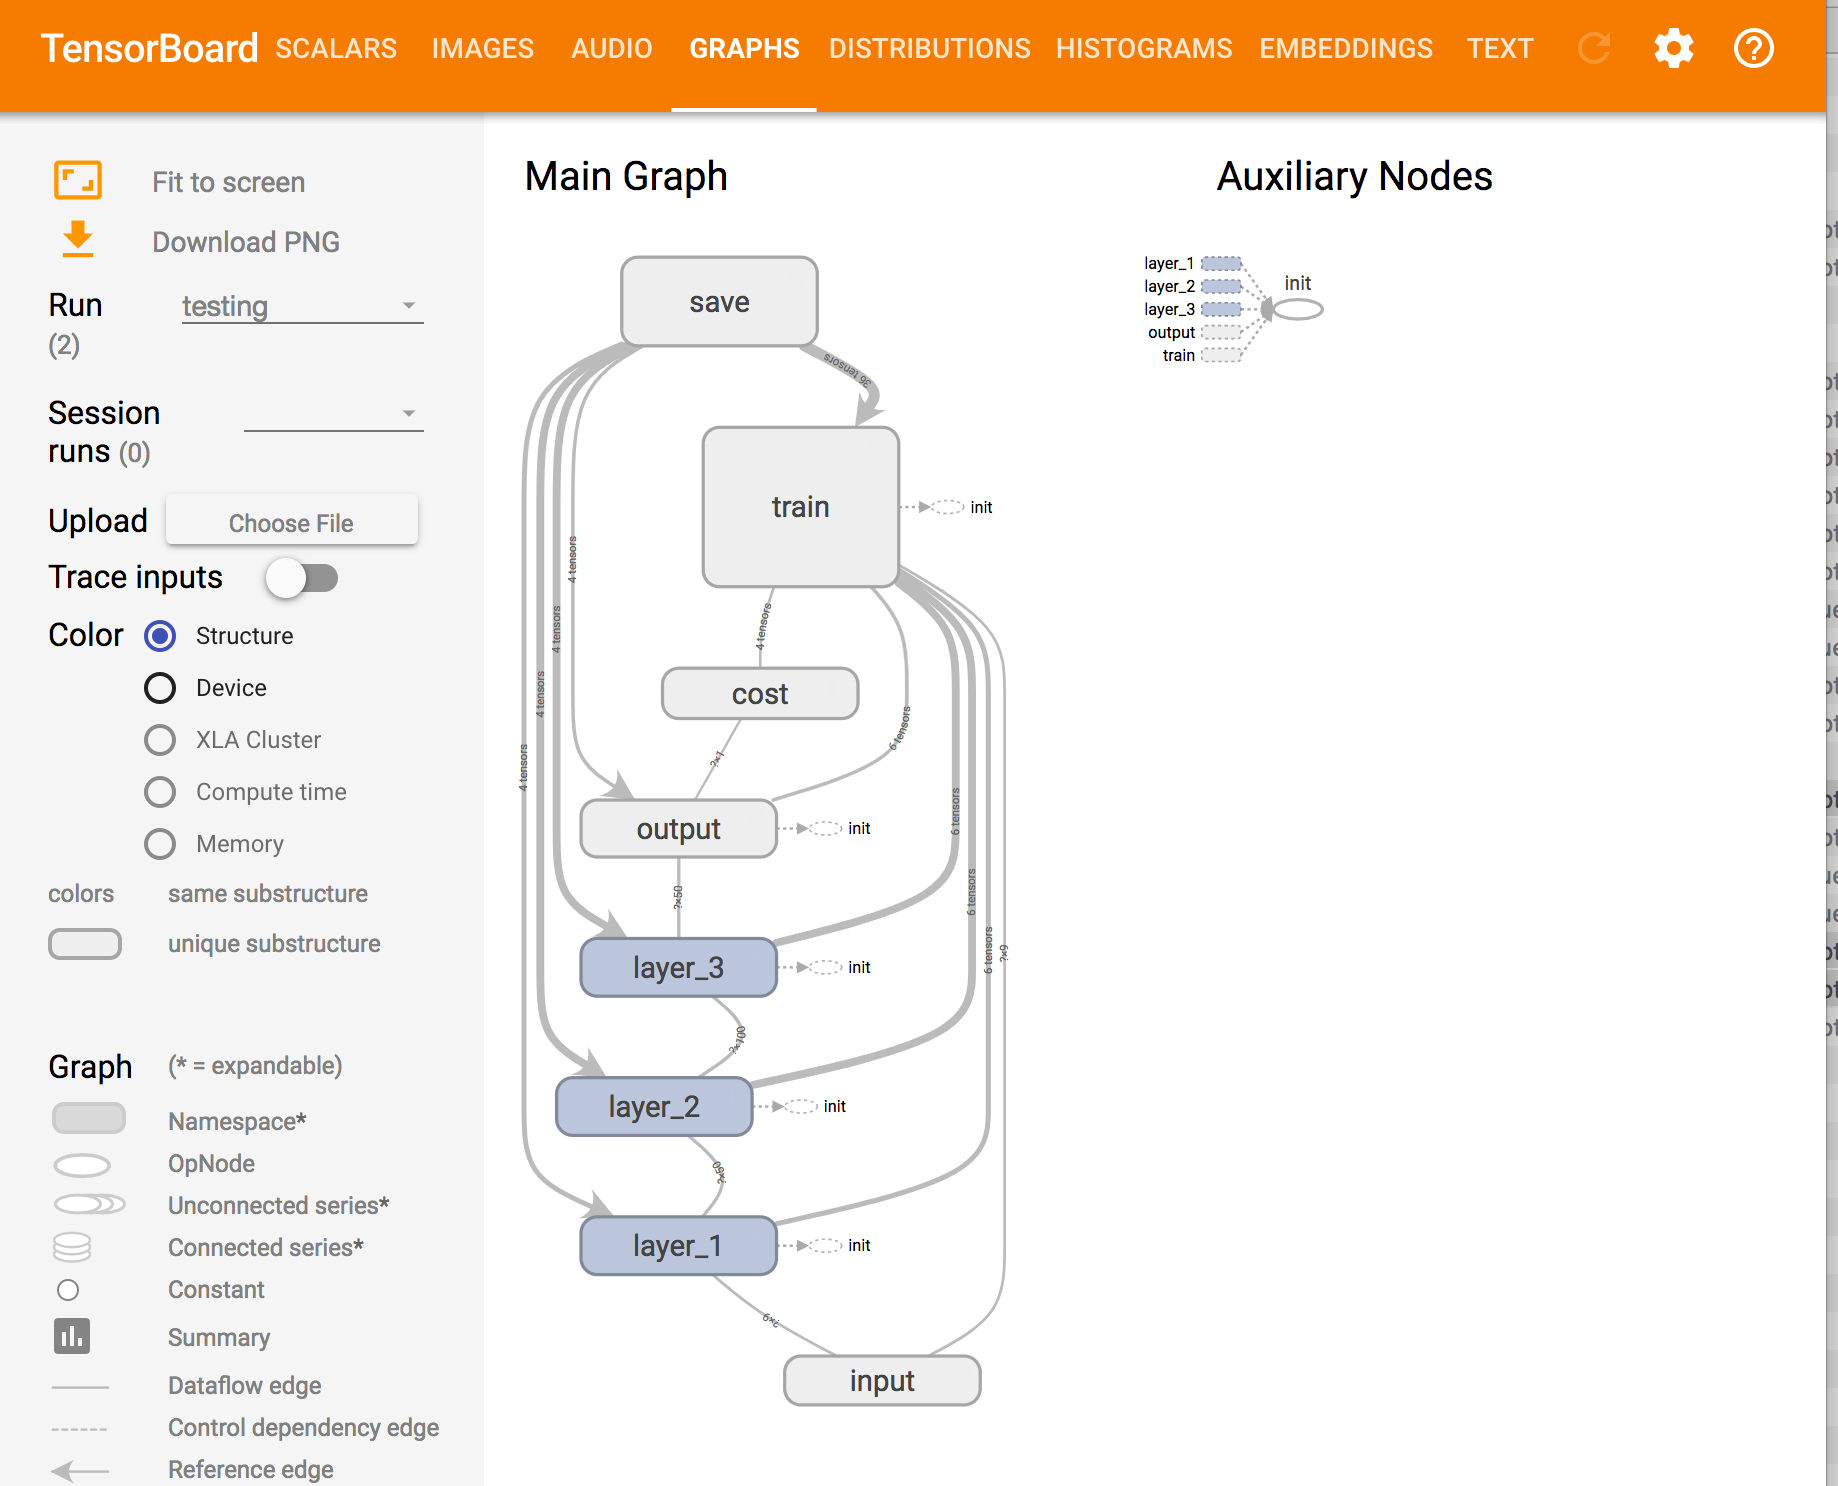 TensorBoard SCALARS IMAGES AUDIO GRAPHS DISTRIBUTIONS HISTOGRAMS EMBEDDINGS TEXT
Fit to screen
Download PNG
Run
(2)
testing
Session
runs (0)
Upload
Choose File
Trace inputs
Color
Structure
Device
XLA Cluster
Compute time
Memory
colors
same substructure
unique substructure
Graph
(* = expandable)
Namespace*
OpNode
Unconnected series*
Connected series*
Constant
Summary
Dataflow edge
Control dependency edge
Reference edge
Main Graph
save
36 tensors
train
init
4 tensors
4 tensors
4 tensors
4 tensors
4 tensors
cost
?×1
6 tensors
output
init
?×50
6 tensors
layer_3
init
6 tensors
?×100
6 tensors
?×9
layer_2
init
?×50
layer_1
init
?×9
input
Auxiliary Nodes
layer_1
layer_2
layer_3
output
train
init